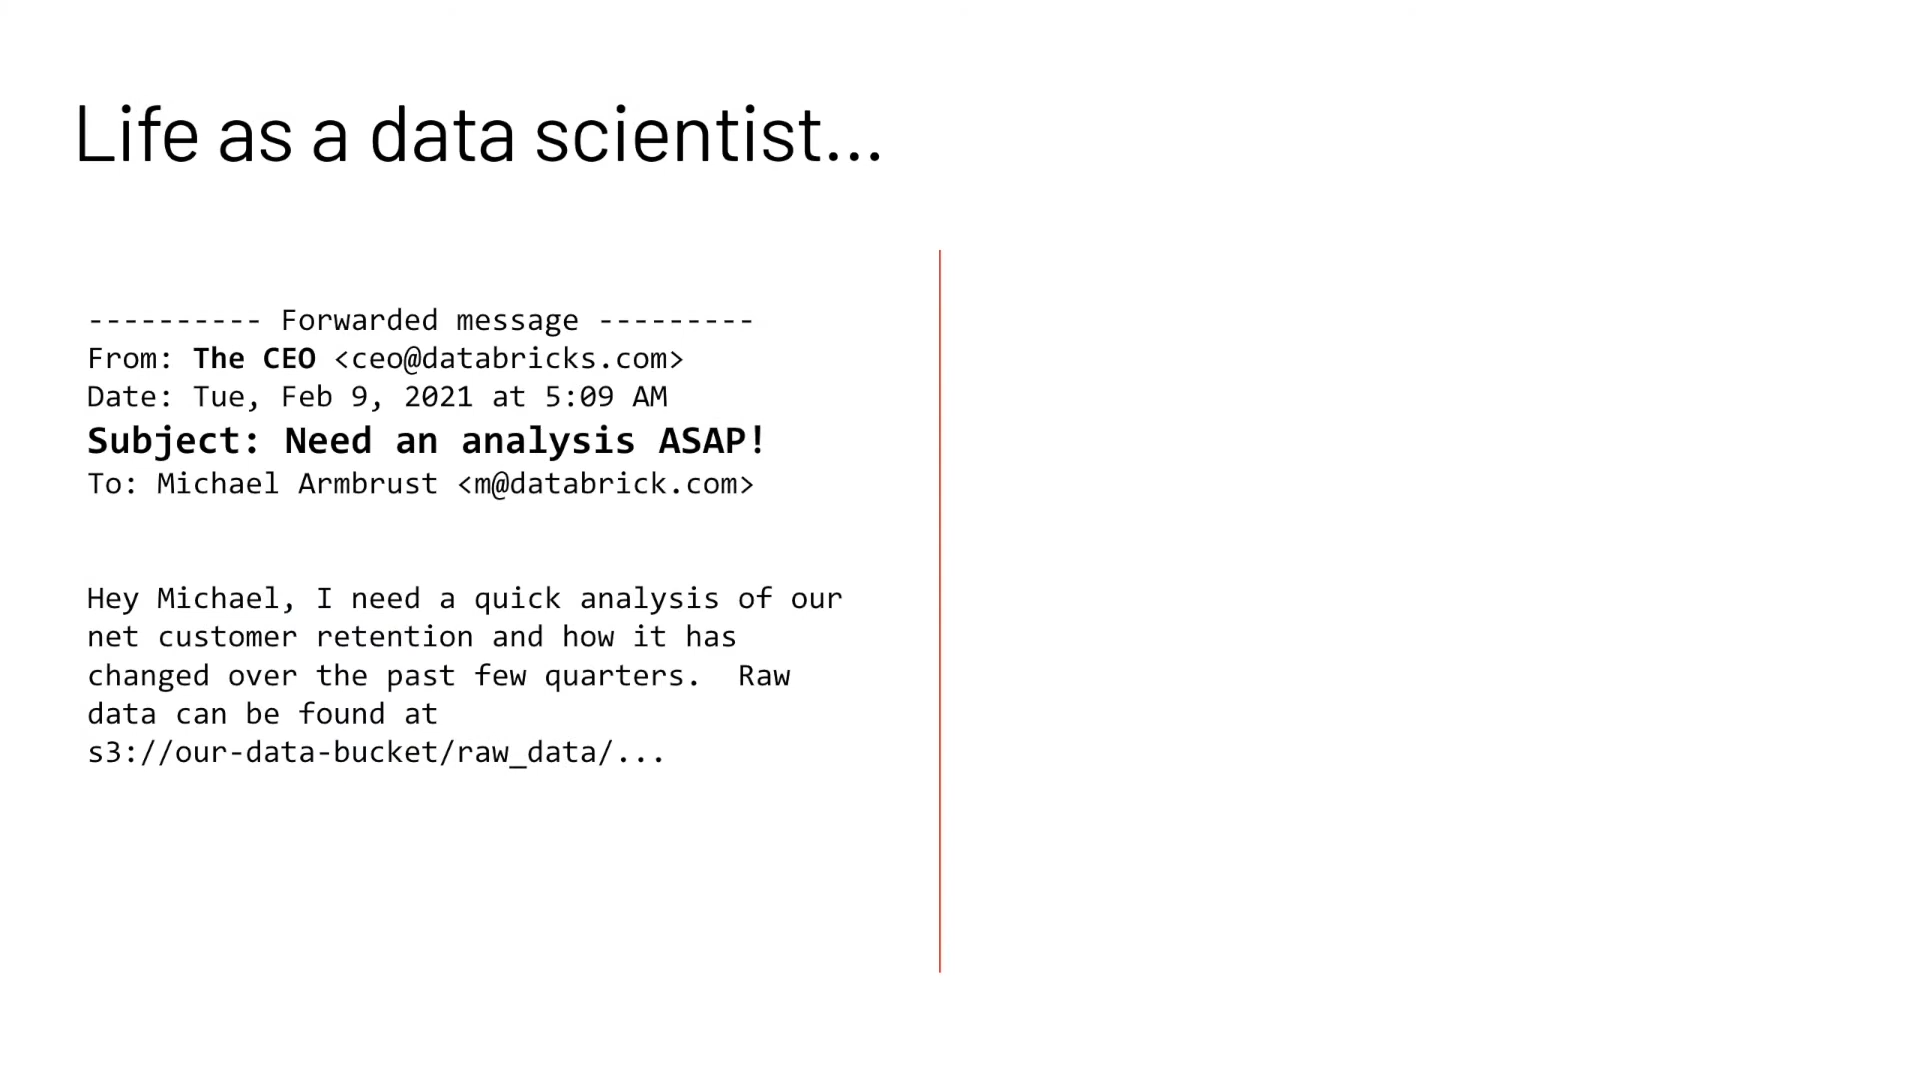 Life as a data scientist...
---------- Forwarded message ---------
From: The CEO <ceo@databricks.com>
Date: Tue, Feb 9, 2021 at 5:09 AM
Subject: Need an analysis ASAP!
To: Michael Armbrust <m@databrick.com>
Hey Michael, I need a quick analysis of our
net customer retention and how it has
changed over the past few quarters.  Raw
data can be found at
s3://our-data-bucket/raw_data/...